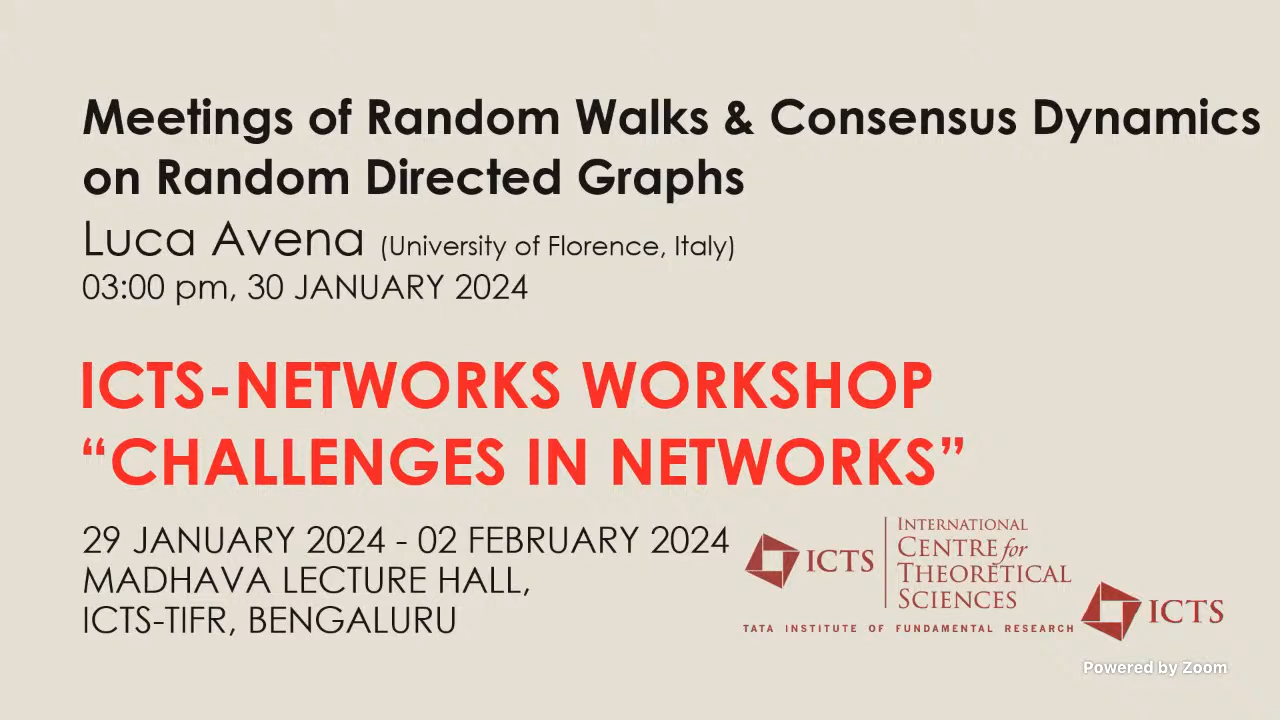 Meetings of Random Walks & Consensus Dynamics
on Random Directed Graphs
Luca Avena (University of Florence, Italy)
03:00 pm, 30 JANUARY 2024
ICTS-NETWORKS WORKSHOP
“CHALLENGES IN NETWORKS”
29 JANUARY 2024 - 02 FEBRUARY 2024
MADHAVA LECTURE HALL,
ICTS-TIFR, BENGALURU
ICTS
INTERNATIONAL
CENTRE for
THEORETICAL
SCIENCES
TATA INSTITUTE OF FUNDAMENTAL RESEARCH
ICTS
Powered by Zoom